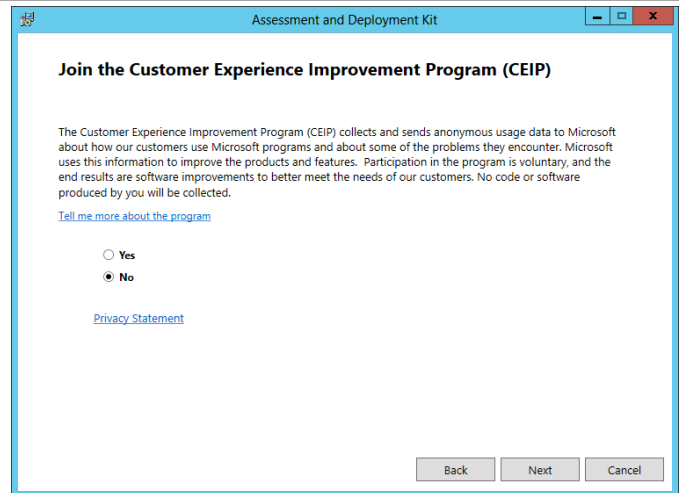 Assessment and Deployment Kit
Join the Customer Experience Improvement Program (CEIP)
The Customer Experience Improvement Program (CEIP) collects and sends anonymous usage data to Microsoft
about how our customers use Microsoft programs and about some of the problems they encounter. Microsoft
uses this information to improve the products and features.  Participation in the program is voluntary, and the
end results are software improvements to better meet the needs of our customers. No code or software
produced by you will be collected.
Tell me more about the program
Yes
No
Privacy Statement
Back Next Cancel